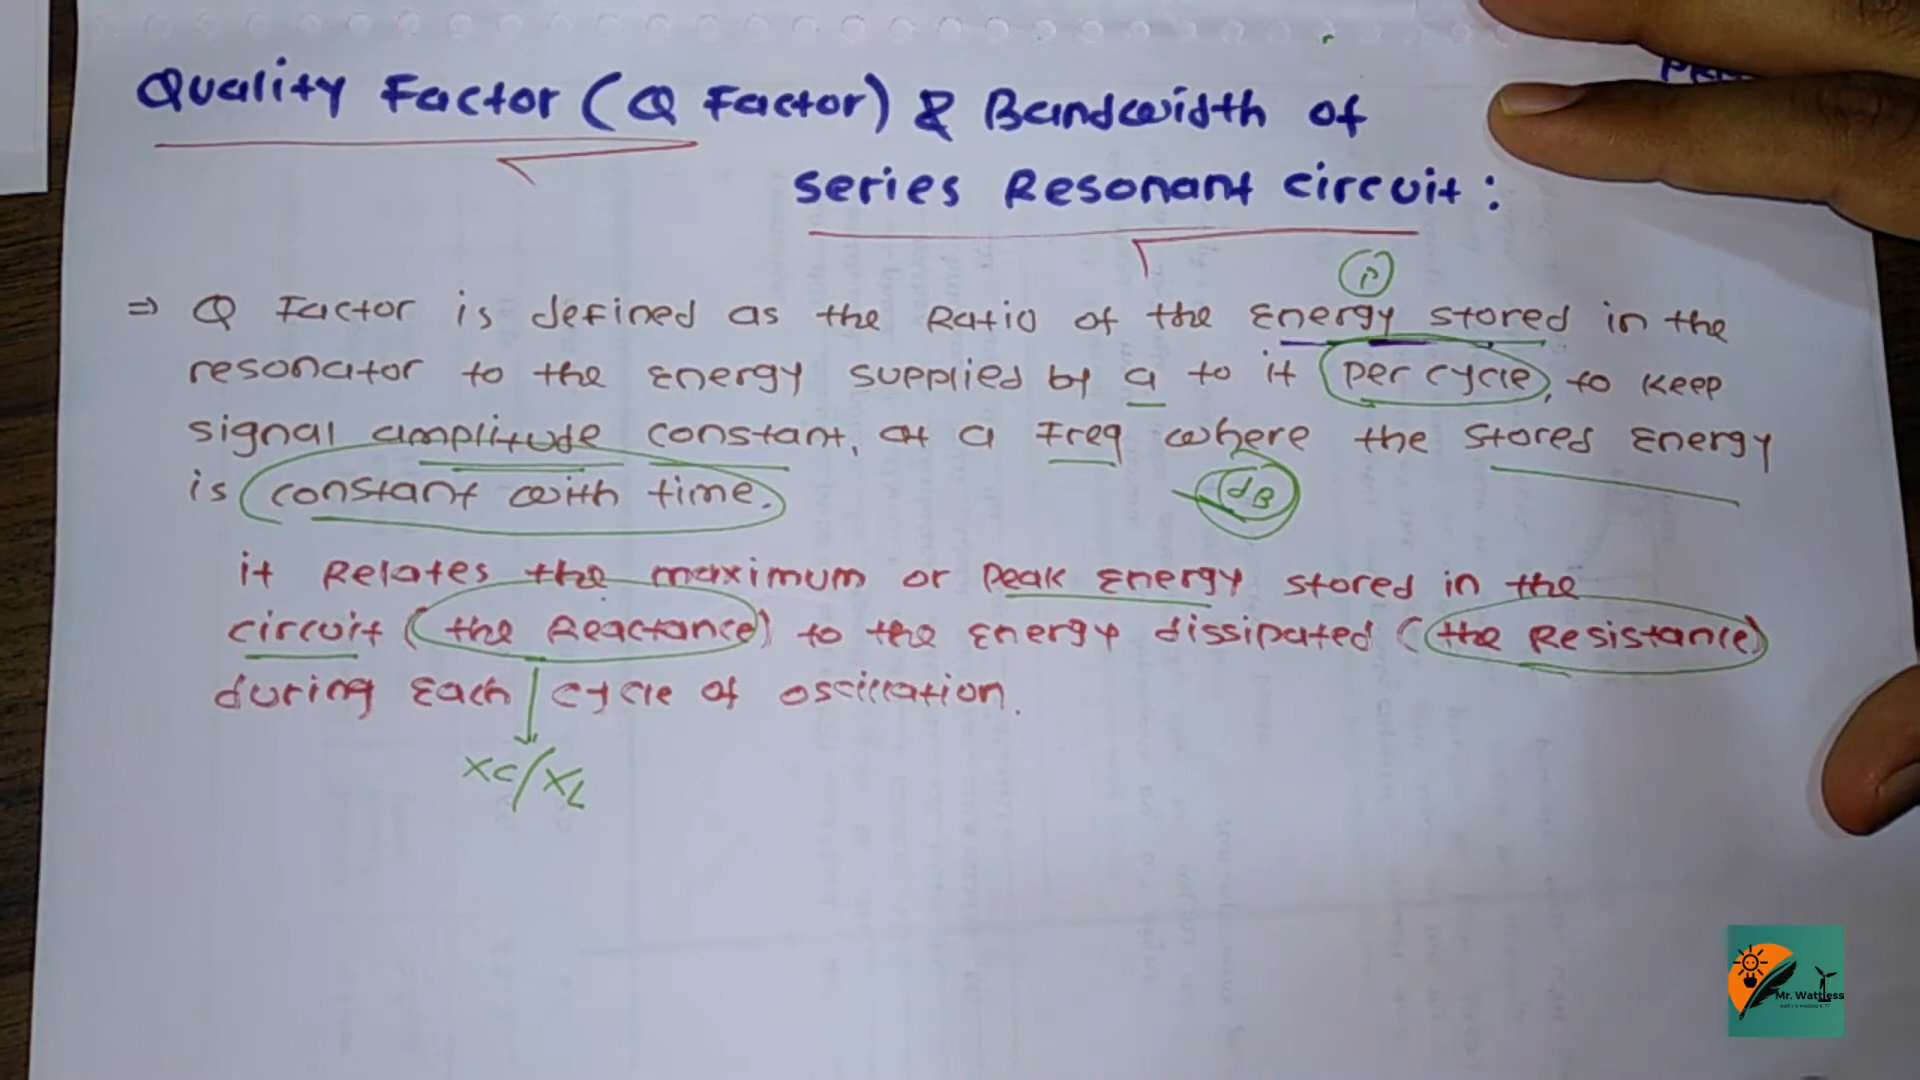 Quality Factor (Q Factor) & Bandwidth of
series Resonant circuit:
⇒ Q Factor is defined as the Ratio of the Energy stored in the
resonator to the Energy supplied by a to it per cycle, to keep
signal amplitude constant, at a Freq where the stored Energy
is constant with time.
dB
it Relates the maximum or peak Energy stored in the
circuit (the Reactance) to the Energy dissipated (the Resistance)
during Each cycle of oscillation.
XC/XL
Mr. Wattless